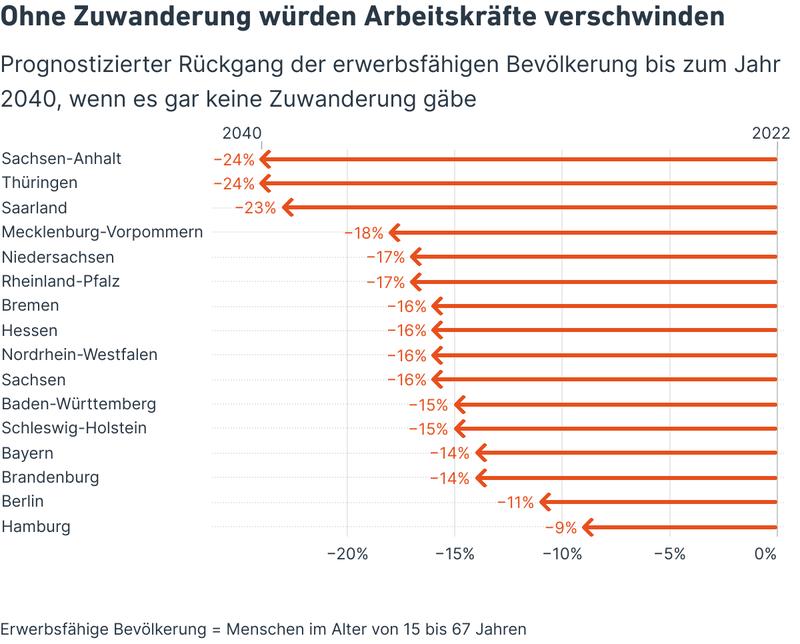 Ohne Zuwanderung würden Arbeitskräfte verschwinden
Prognostizierter Rückgang der erwerbsfähigen Bevölkerung bis zum Jahr
2040, wenn es gar keine Zuwanderung gäbe
2040 2022
Sachsen-Anhalt −24%
Thüringen −24%
Saarland −23%
Mecklenburg-Vorpommern −18%
Niedersachsen −17%
Rheinland-Pfalz −17%
Bremen −16%
Hessen −16%
Nordrhein-Westfalen −16%
Sachsen −16%
Baden-Württemberg −15%
Schleswig-Holstein −15%
Bayern −14%
Brandenburg −14%
Berlin −11%
Hamburg −9%
−20% −15% −10% −5% 0%
Erwerbsfähige Bevölkerung = Menschen im Alter von 15 bis 67 Jahren